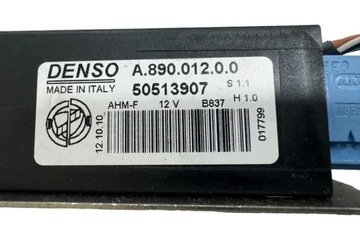 DENSO A.890.012.0.0
MADE IN ITALY 50513907 S 1.1
AHM-F 12 V B837 H 1.0
12.10.10
017799